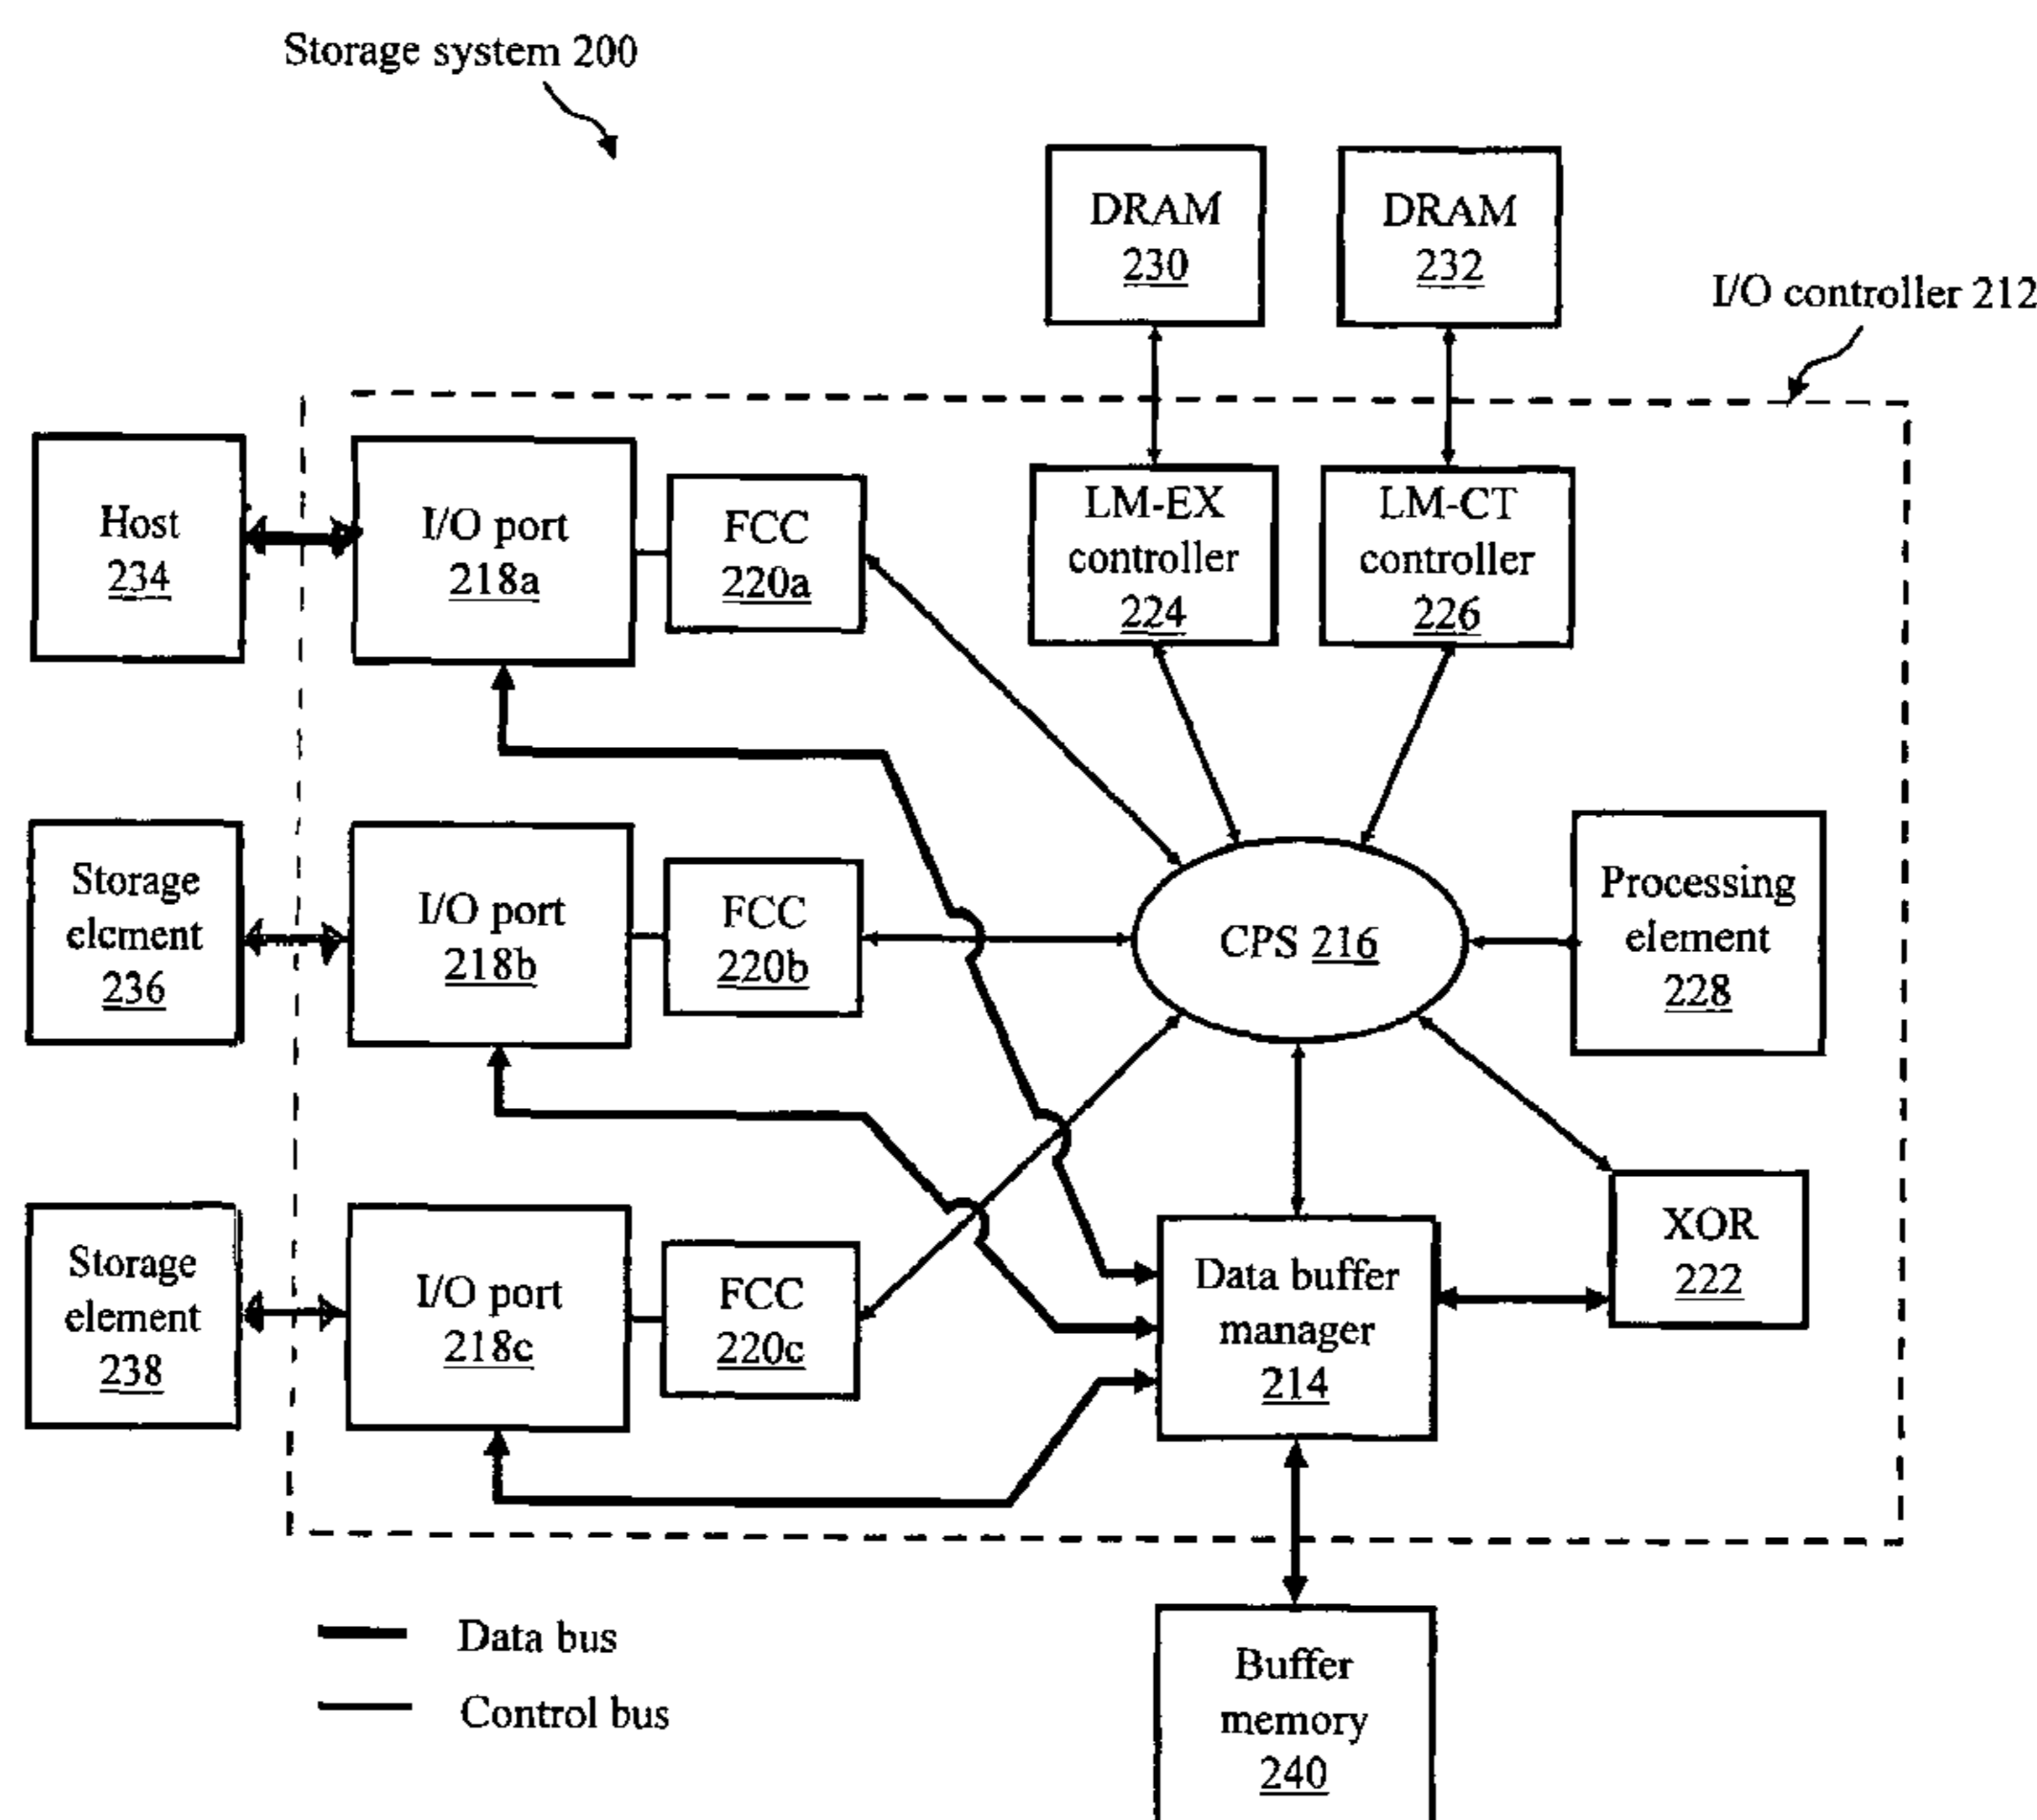 Storage system 200
DRAM
230
DRAM
232
I/O controller 212
Host
234
I/O port
218a
FCC
220a
LM-EX
controller
224
LM-CT
controller
226
Storage
element
236
I/O port
218b
FCC
220b
CPS 216
Processing
element
228
Storage
element
238
I/O port
218c
FCC
220c
Data buffer
manager
214
XOR
222
Data bus
Control bus
Buffer
memory
240